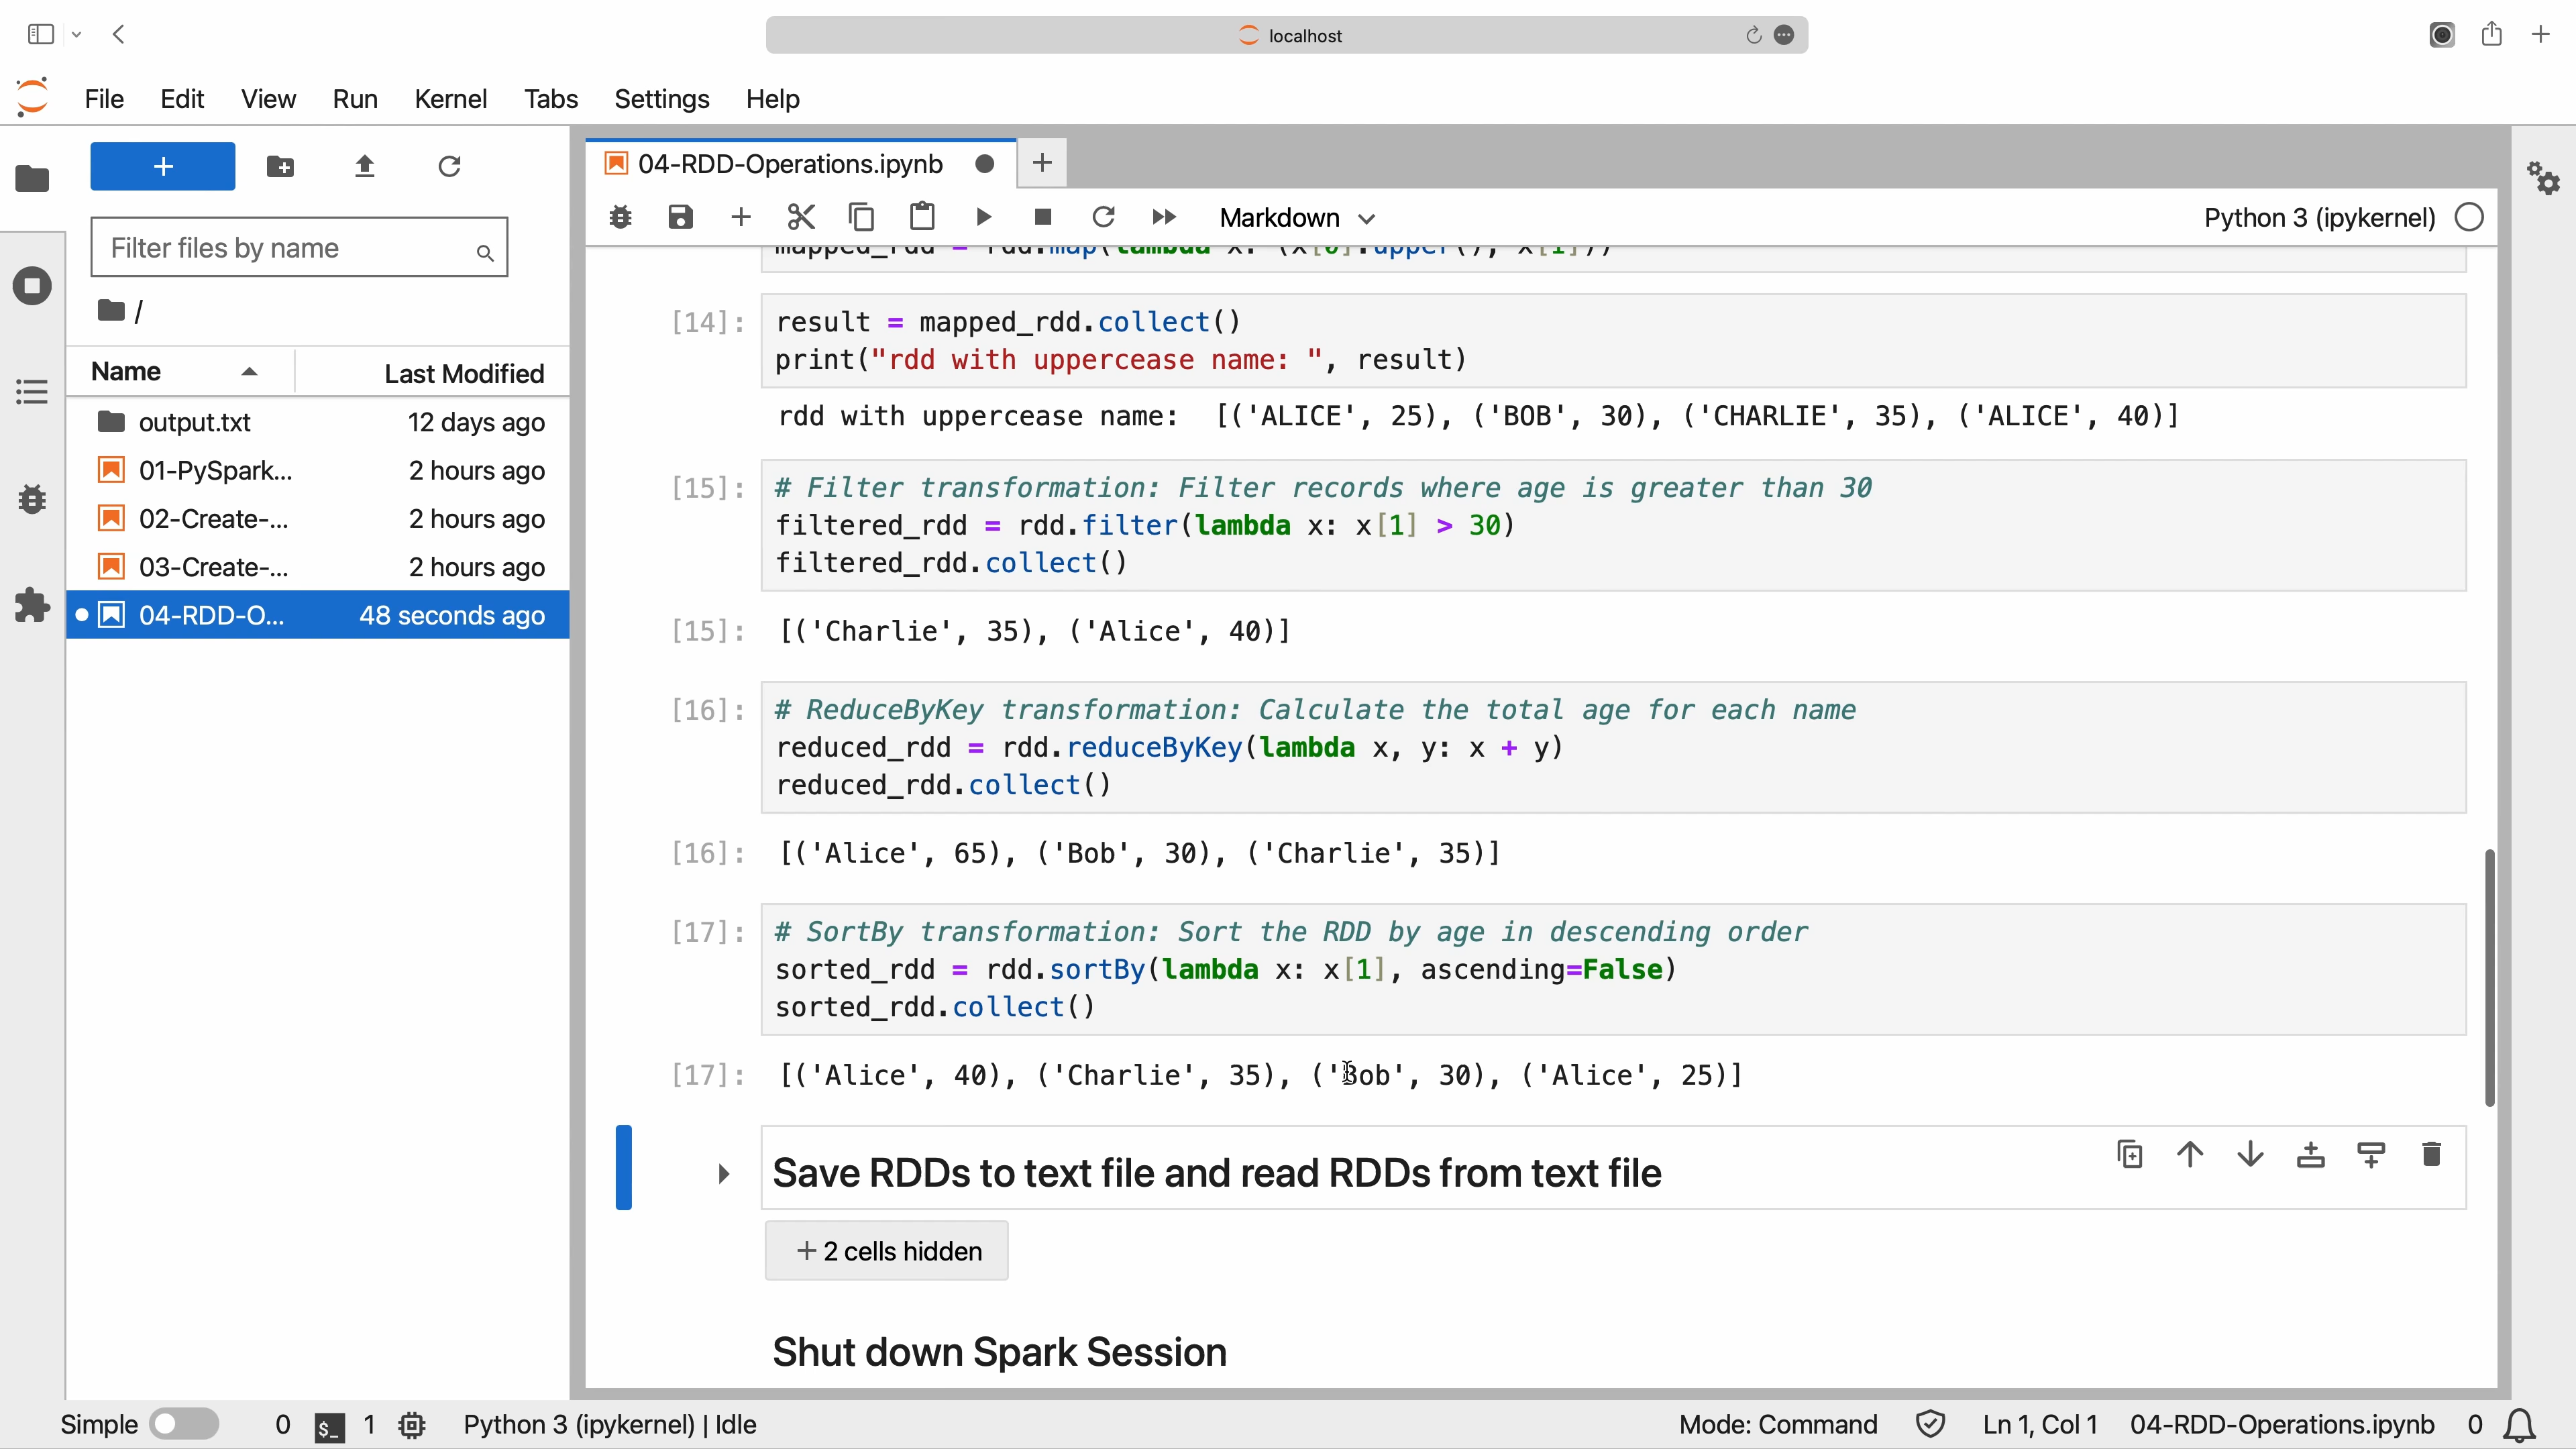 localhost
File Edit View Run Kernel Tabs Settings Help
04-RDD-Operations.ipynb
Filter files by name
Markdown
Python 3 (ipykernel)
/
Name Last Modified
output.txt 12 days ago
01-PySpark... 2 hours ago
02-Create-... 2 hours ago
03-Create-... 2 hours ago
04-RDD-O... 48 seconds ago
mapped_rdd = rdd.map(lambda x: (x[0].upper(), x[1]))
[14]: result = mapped_rdd.collect()
print("rdd with uppercase name: ", result)
rdd with uppercase name:  [('ALICE', 25), ('BOB', 30), ('CHARLIE', 35), ('ALICE', 40)]
[15]: # Filter transformation: Filter records where age is greater than 30
filtered_rdd = rdd.filter(lambda x: x[1] > 30)
filtered_rdd.collect()
[15]: [('Charlie', 35), ('Alice', 40)]
[16]: # ReduceByKey transformation: Calculate the total age for each name
reduced_rdd = rdd.reduceByKey(lambda x, y: x + y)
reduced_rdd.collect()
[16]: [('Alice', 65), ('Bob', 30), ('Charlie', 35)]
[17]: # SortBy transformation: Sort the RDD by age in descending order
sorted_rdd = rdd.sortBy(lambda x: x[1], ascending=False)
sorted_rdd.collect()
[17]: [('Alice', 40), ('Charlie', 35), ('Bob', 30), ('Alice', 25)]
Save RDDs to text file and read RDDs from text file
+ 2 cells hidden
Shut down Spark Session
Simple 0 $_ 1 Python 3 (ipykernel) | Idle Mode: Command Ln 1, Col 1 04-RDD-Operations.ipynb 0